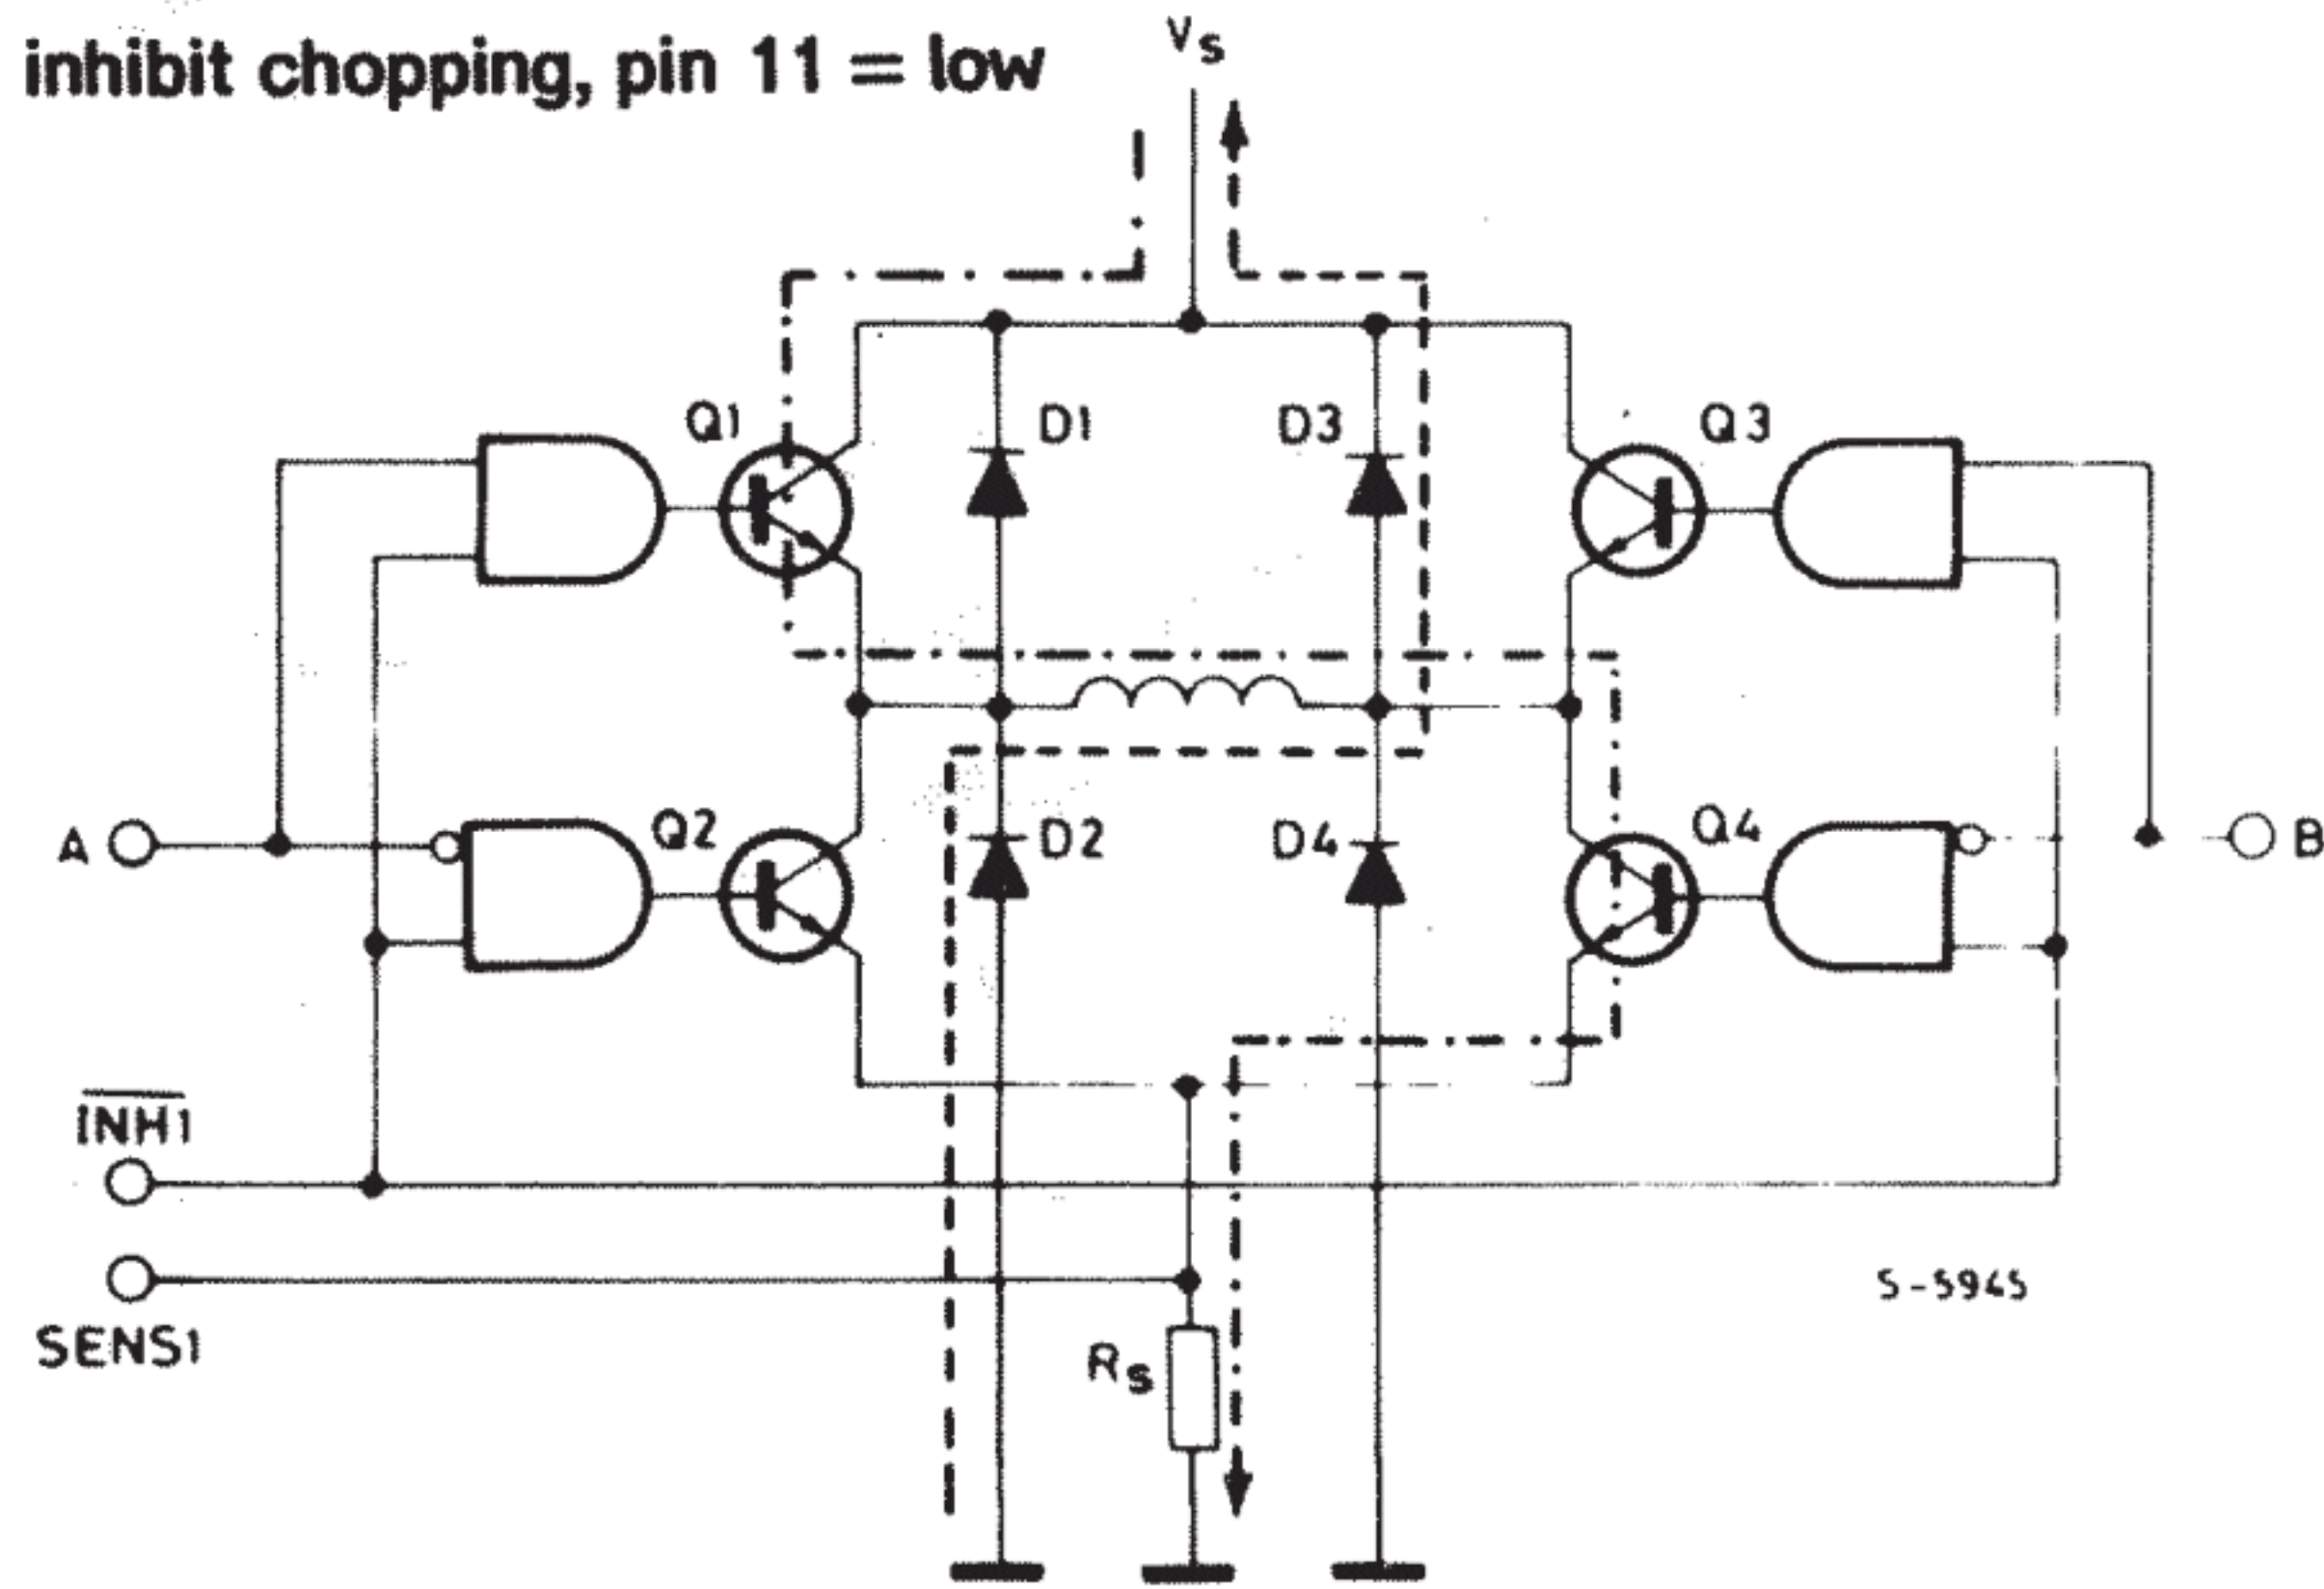 inhibit chopping, pin 11 = low
Vs
Q1
D1
D3
Q3
A
Q2
D2
D4
Q4
B
INH1
SENS1
Rs
S-5945